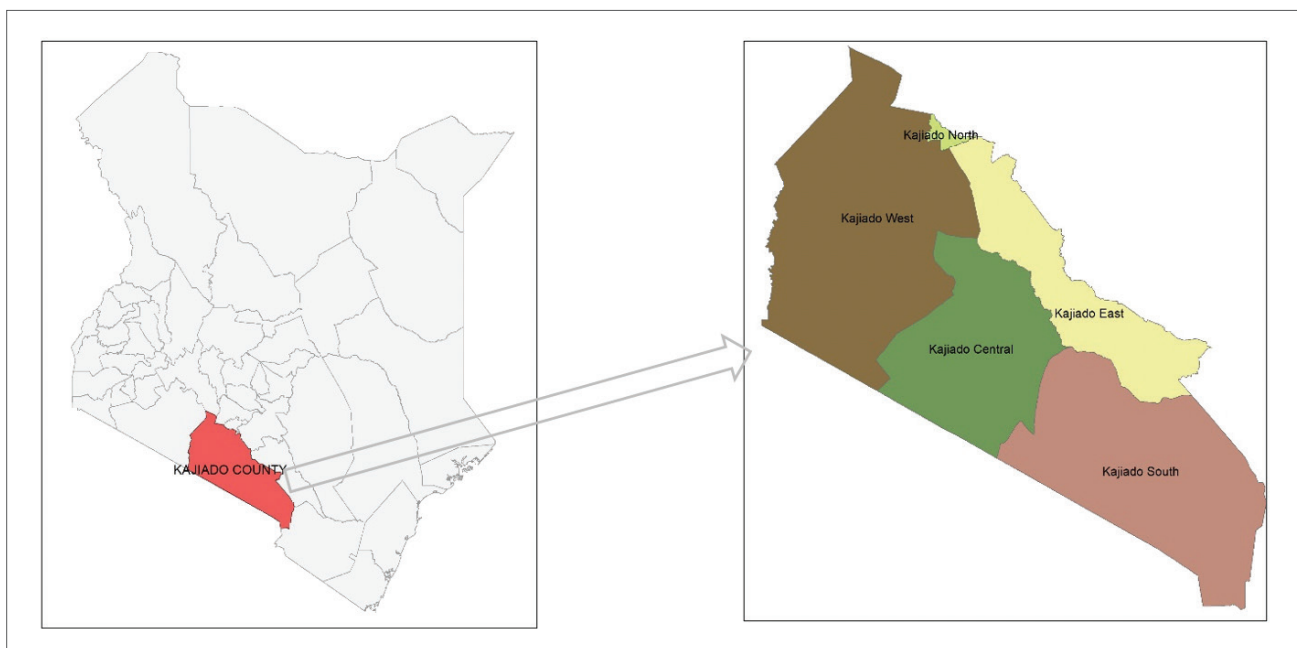 KAJIADO COUNTY
Kajiado North
Kajiado West
Kajiado East
Kajiado Central
Kajiado South